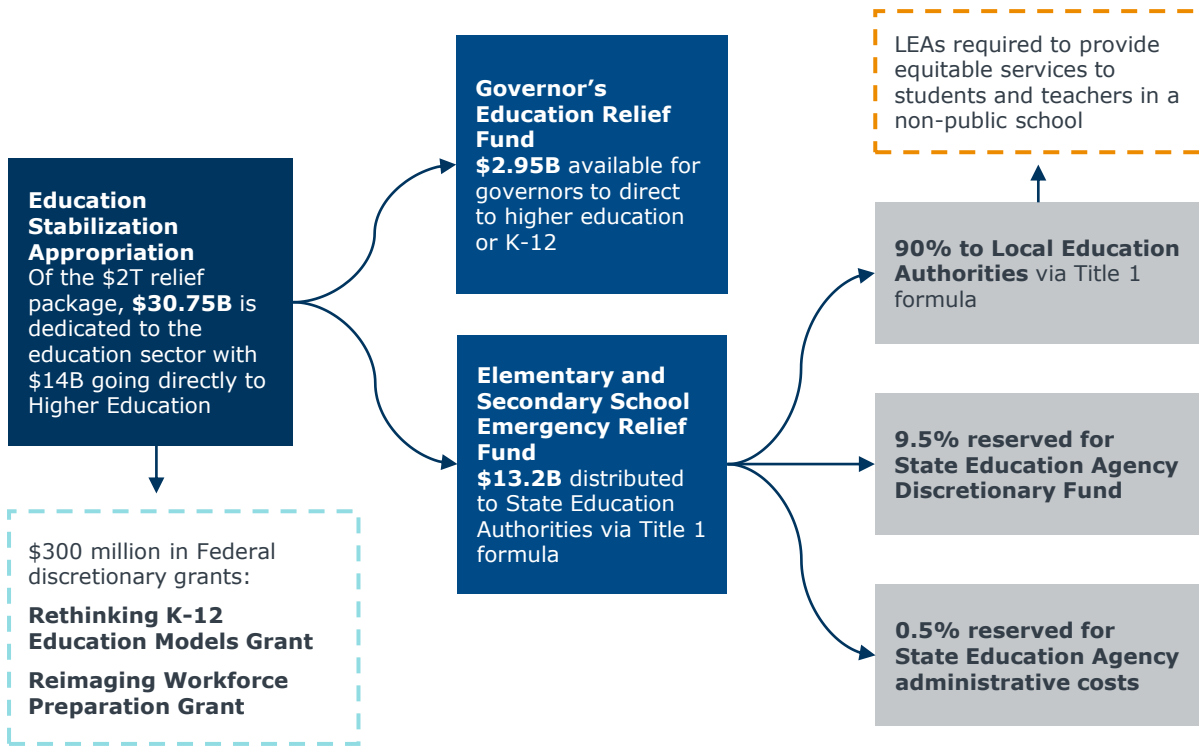 Education
Stabilization
Appropriation
Of the $2T relief
package, $30.75B is
dedicated to the
education sector with
$14B going directly to
Higher Education
$300 million in Federal
discretionary grants:
Rethinking K-12
Education Models Grant
Reimaging Workforce
Preparation Grant
Governor’s
Education Relief
Fund
$2.95B available for
governors to direct
to higher education
or K-12
Elementary and
Secondary School
Emergency Relief
Fund
$13.2B distributed
to State Education
Authorities via Title 1
formula
LEAs required to provide
equitable services to
students and teachers in a
non-public school
90% to Local Education
Authorities via Title 1
formula
9.5% reserved for
State Education Agency
Discretionary Fund
0.5% reserved for
State Education Agency
administrative costs